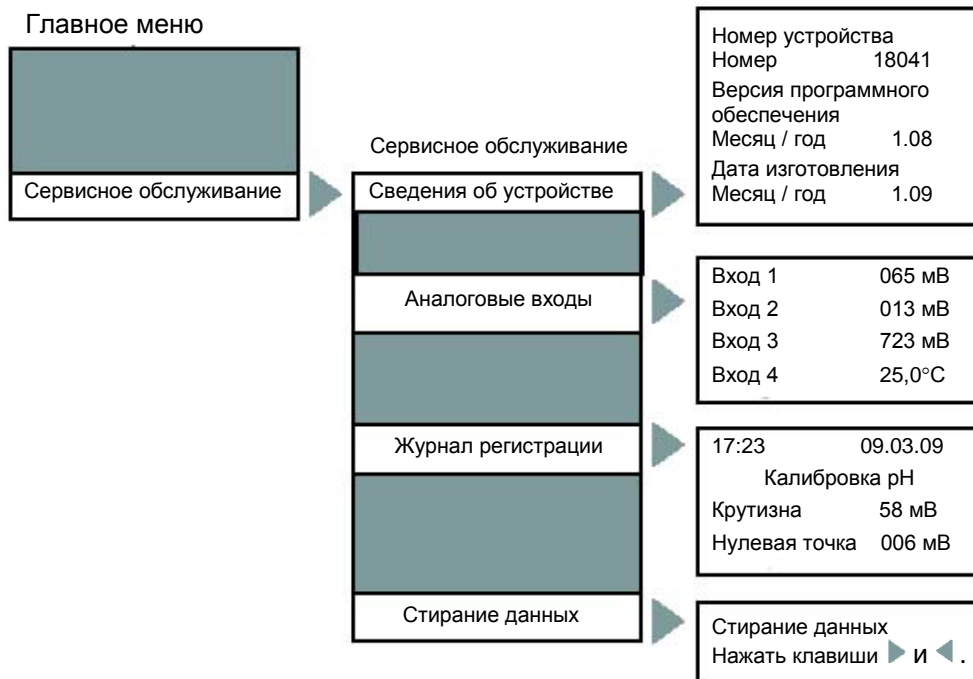 Главное меню
Сервисное обслуживание
Сервисное обслуживание
Сведения об устройстве
Аналоговые входы
Журнал регистрации
Стирание данных
Номер устройства
Номер 18041
Версия программного
обеспечения
Месяц / год 1.08
Дата изготовления
Месяц / год 1.09
Вход 1 065 мВ
Вход 2 013 мВ
Вход 3 723 мВ
Вход 4 25,0°C
17:23 09.03.09
Калибровка pH
Крутизна 58 мВ
Нулевая точка 006 мВ
Стирание данных
Нажать клавиши ▶ и ◀ .